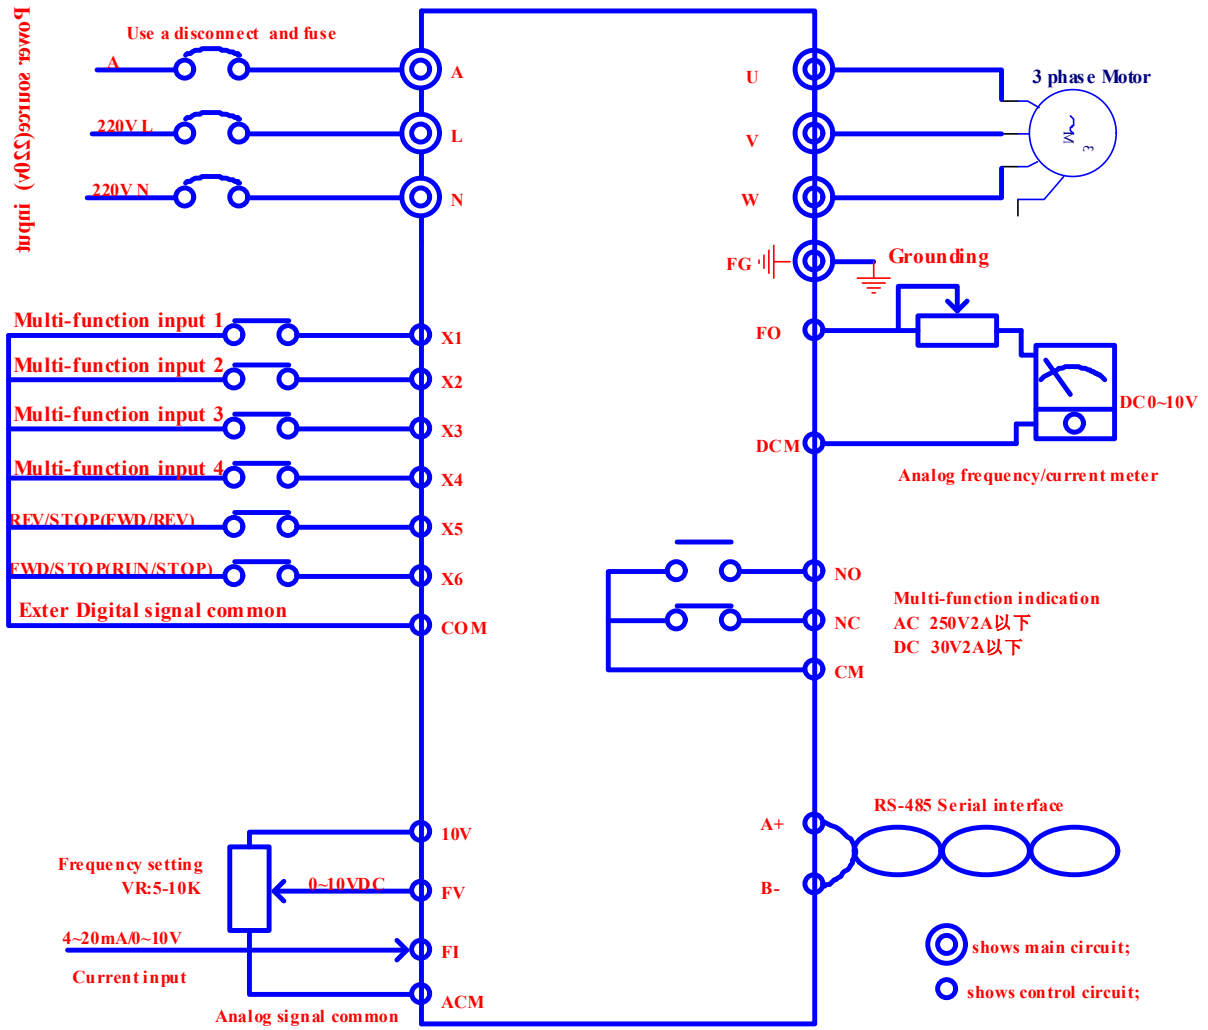 Power source(220v) input
Use a disconnect and fuse
A
A
220V L
L
220V N
N
U
V
W
3 phase Motor
M
3
~
FG
Grounding
Multi-function input 1
X1
Multi-function input 2
X2
Multi-function input 3
X3
Multi-function input 4
X4
REV/STOP(FWD/REV)
X5
FWD/STOP(RUN/STOP)
X6
Exter Digital signal common
COM
FO
DC0~10V
DCM
Analog frequency/current meter
NO
NC
CM
Multi-function indication
AC 250V2A以下
DC 30V2A以下
10V
Frequency setting
VR:5-10K
0~10VDC
FV
4~20mA/0~10V
FI
Current input
ACM
Analog signal common
A+
B-
RS-485 Serial interface
shows main circuit;
shows control circuit;